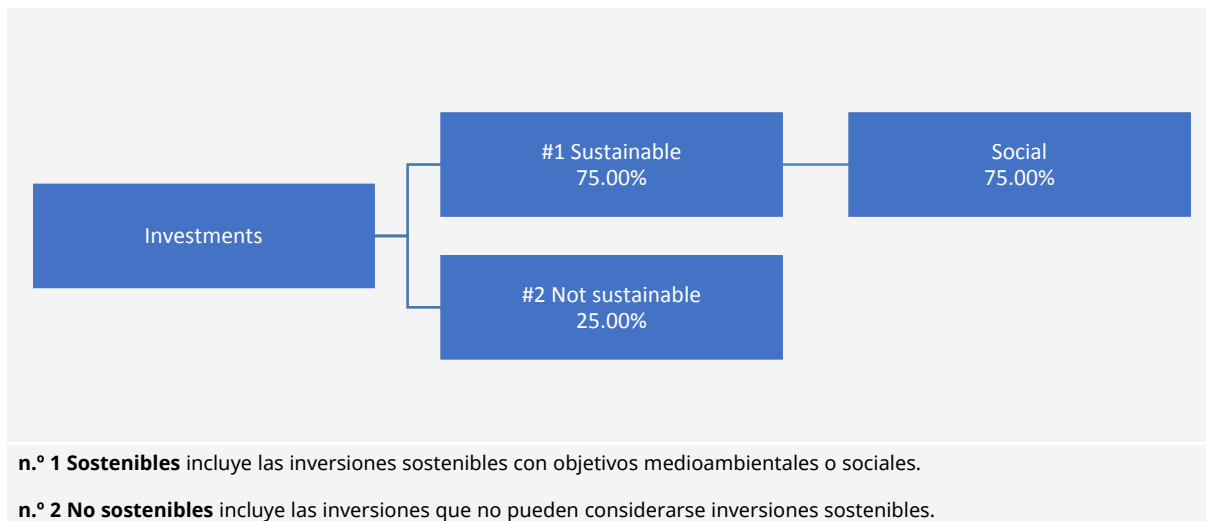 #1 Sustainable
75.00%
Social
75.00%
Investments
#2 Not sustainable
25.00%
n.º 1 Sostenibles incluye las inversiones sostenibles con objetivos medioambientales o sociales.
n.º 2 No sostenibles incluye las inversiones que no pueden considerarse inversiones sostenibles.